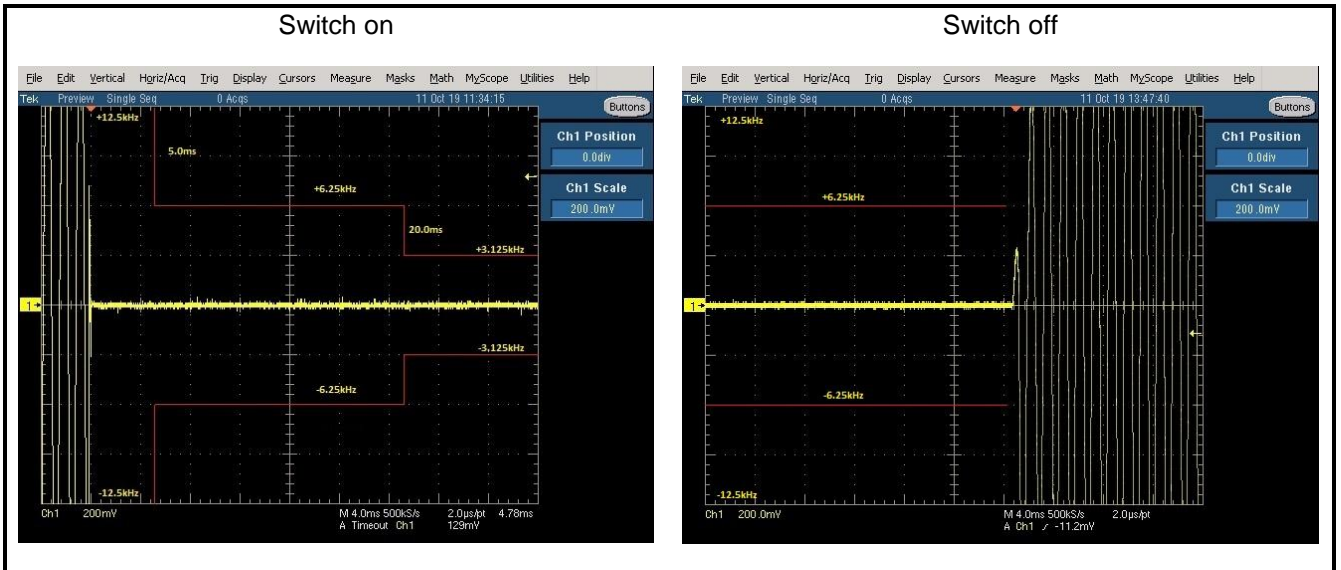 Switch on
File Edit Vertical Horiz/Acq Trig Display Cursors Measure Masks Math MyScope Utilities Help
Tek Preview Single Seq 0 Acqs 11 Oct 19 11:34:15
Buttons
+12.5kHz
Ch1 Position
0.0div
5.0ms
Ch1 Scale
200.0mV
+6.25kHz
20.0ms
+3.125kHz
1
-3.125kHz
-6.25kHz
-12.5kHz
Ch1 200mV M 4.0ms 500kS/s 2.0µs/pt 4.78ms
A Timeout Ch1 129mV
Switch off
File Edit Vertical Horiz/Acq Trig Display Cursors Measure Masks Math MyScope Utilities Help
Tek Preview Single Seq 0 Acqs 11 Oct 19 13:47:40
Buttons
+12.5kHz
Ch1 Position
0.0div
Ch1 Scale
200.0mV
+6.25kHz
1
-6.25kHz
-12.5kHz
Ch1 200.0mV M 4.0ms 500kS/s 2.0µs/pt
A Ch1 ∕ -11.2mV